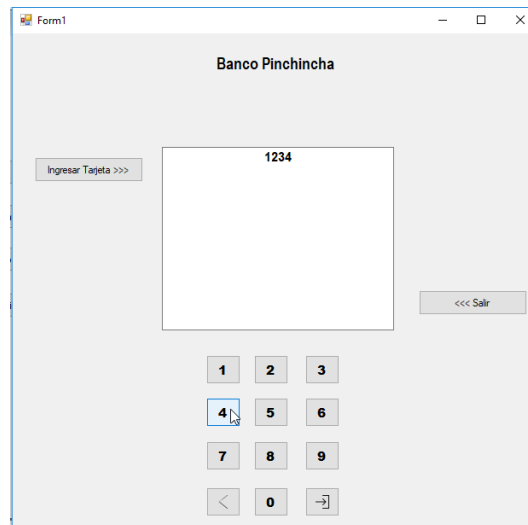 Form1
Banco Pinchincha
1234
Ingresar Tarjeta >>>
<<< Salir
1 2 3
4 5 6
7 8 9
< 0